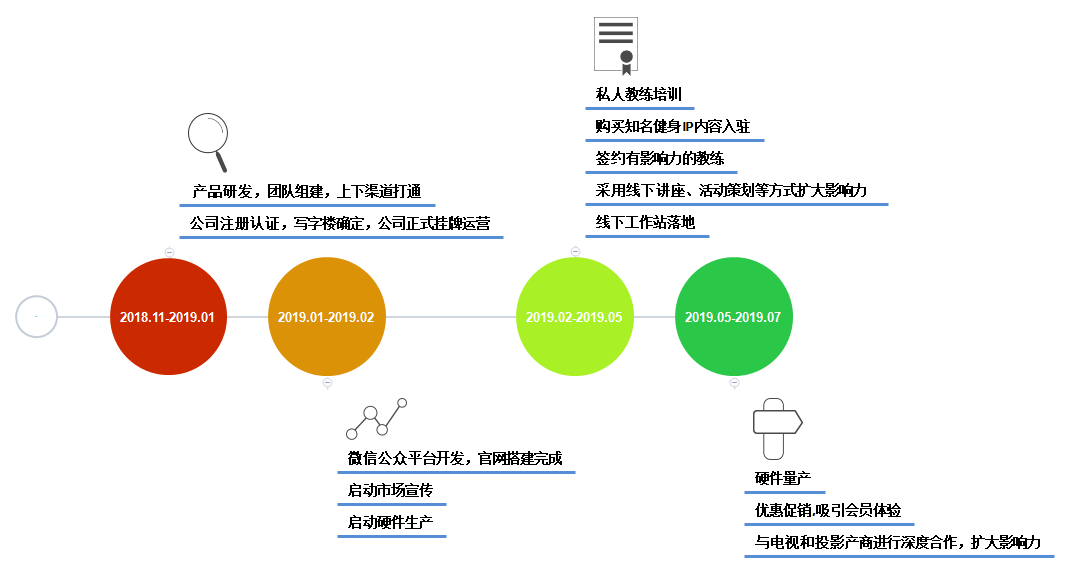 私人教练培训
购买知名健身IP内容入驻
签约有影响力的教练
采用线下讲座、活动策划等方式扩大影响力
线下工作站落地
产品研发，团队组建，上下渠道打通
公司注册认证，写字楼确定，公司正式挂牌运营
2018.11-2019.01
2019.01-2019.02
2019.02-2019.05
2019.05-2019.07
微信公众平台开发，官网搭建完成
启动市场宣传
启动硬件生产
硬件量产
优惠促销,吸引会员体验
与电视和投影产商进行深度合作，扩大影响力